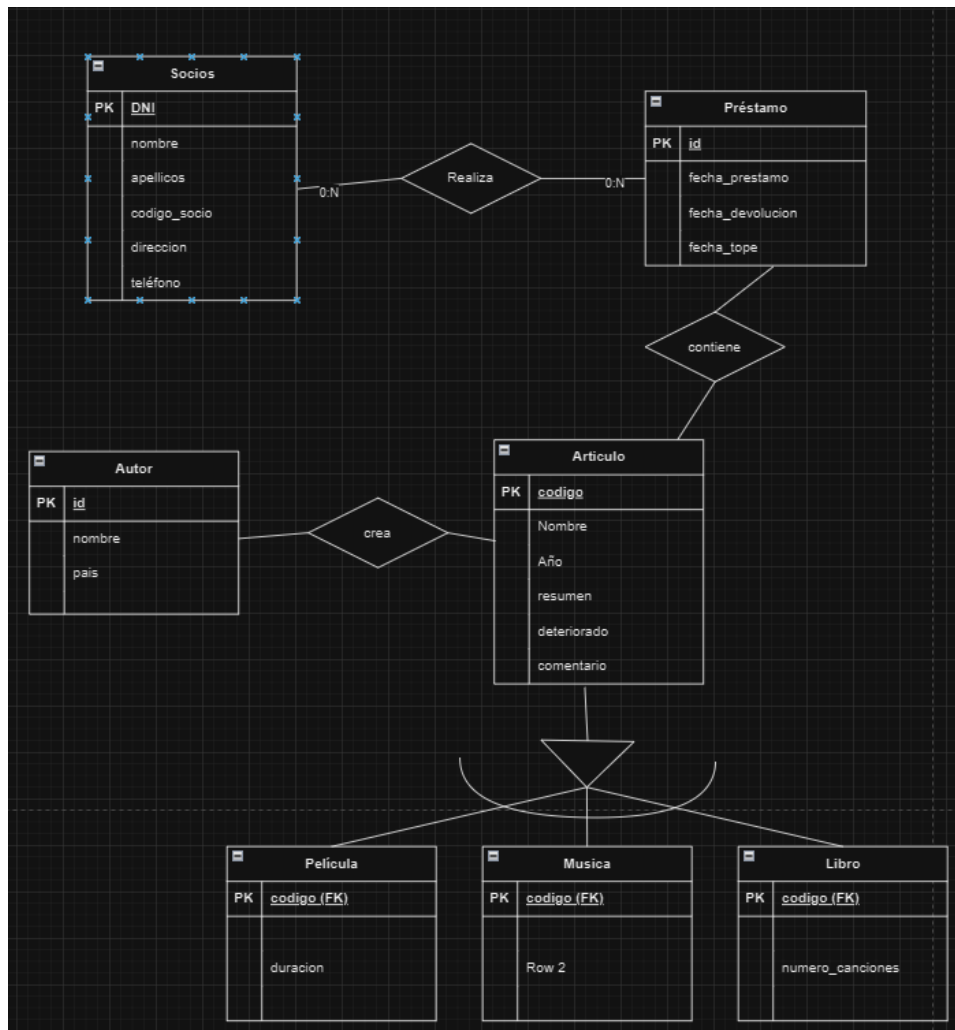 Socios
PK DNI
nombre
apellicos
codigo_socio
direccion
teléfono
0:N
Realiza
0:N
Préstamo
PK id
fecha_prestamo
fecha_devolucion
fecha_tope
contiene
Autor
PK id
nombre
pais
crea
Articulo
PK codigo
Nombre
Año
resumen
deteriorado
comentario
Película
PK codigo (FK)
duracion
Musica
PK codigo (FK)
Row 2
Libro
PK codigo (FK)
numero_canciones